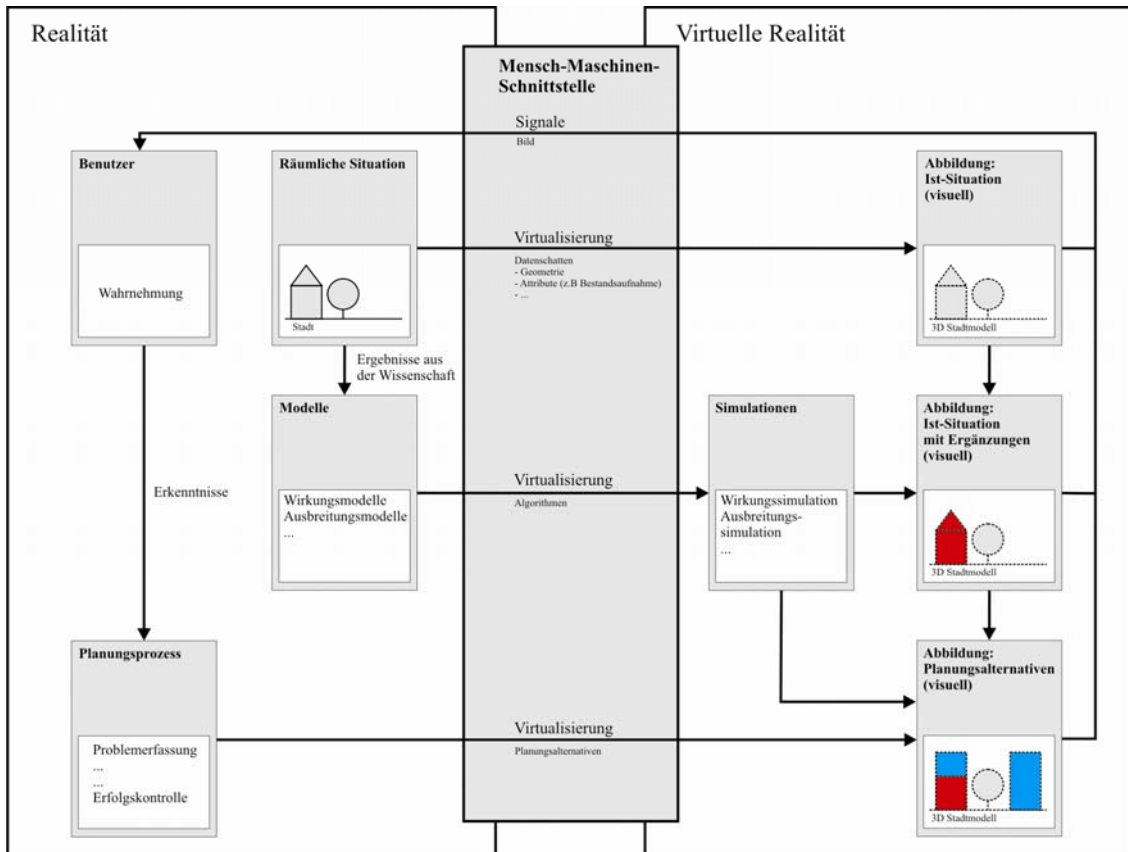 Realität
Virtuelle Realität
Mensch-Maschinen-
Schnittstelle
Signale
Bild
Benutzer
Wahrnehmung
Räumliche Situation
Stadt
Virtualisierung
Datenschatten
- Geometrie
- Attribute (z.B Bestandsaufnahme)
- ...
Abbildung:
Ist-Situation
(visuell)
3D Stadtmodell
Ergebnisse aus
der Wissenschaft
Erkenntnisse
Modelle
Wirkungsmodelle
Ausbreitungsmodelle
...
Virtualisierung
Algorithmen
Simulationen
Wirkungssimulation
Ausbreitungs-
simulation
...
Abbildung:
Ist-Situation
mit Ergänzungen
(visuell)
3D Stadtmodell
Planungsprozess
Problemerfassung
...
...
Erfolgskontrolle
Virtualisierung
Planungsalternativen
Abbildung:
Planungsalternativen
(visuell)
3D Stadtmodell